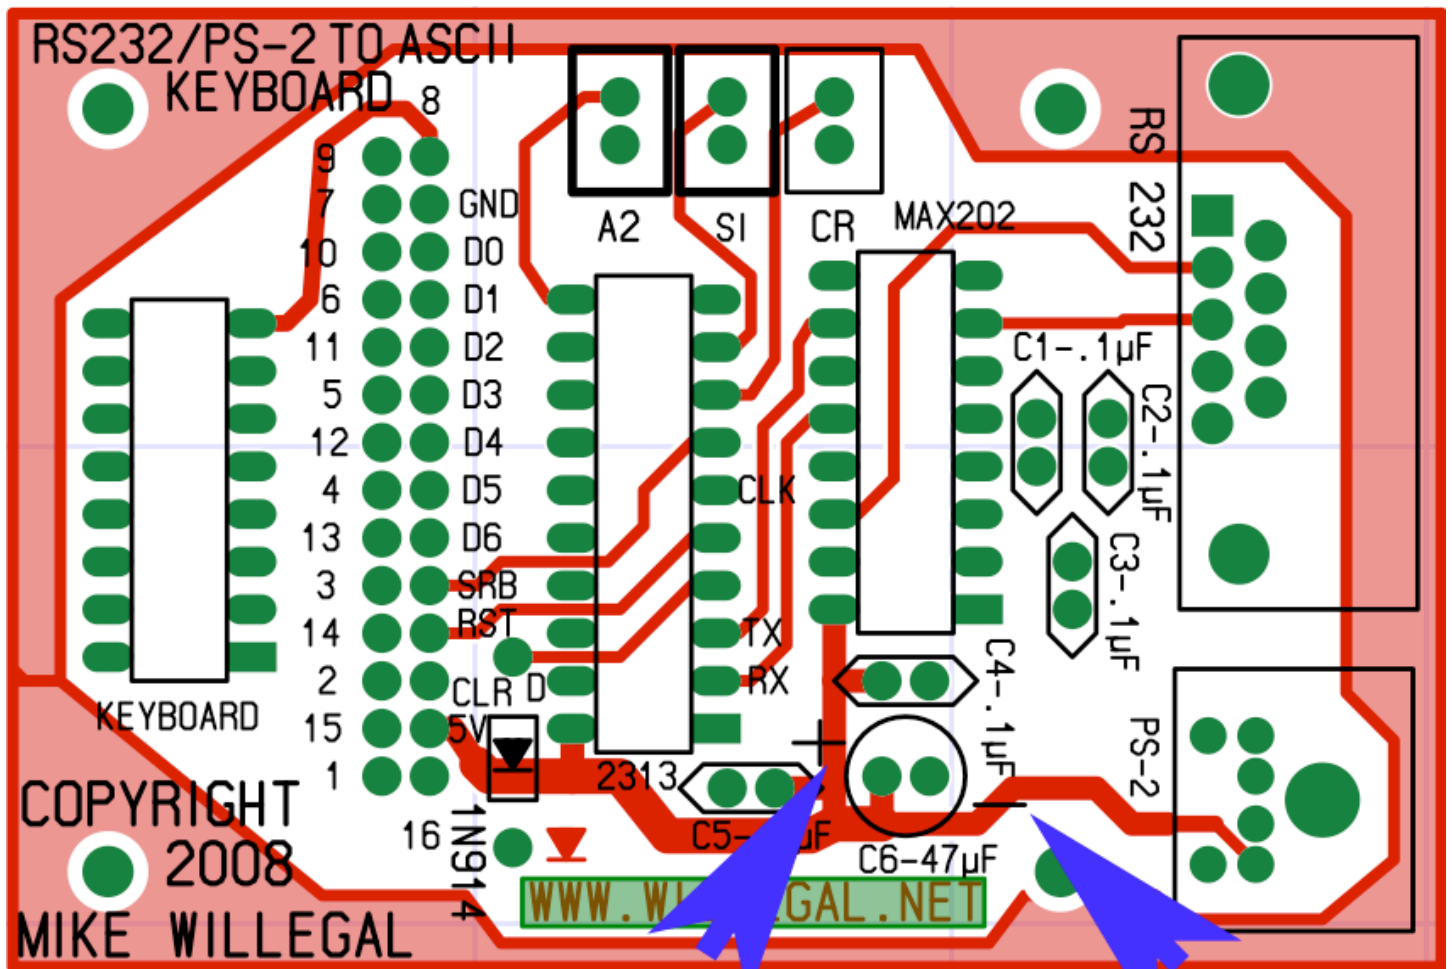 RS232/PS-2 TO ASCII
KEYBOARD
8
9
7 GND
10 D0
6 D1
11 D2
5 D3
12 D4
4 D5
13 D6
3 SRB
14 RST
2 CLR D
15 5V
1
16
1N914
KEYBOARD
A2
SI
CR
MAX202
CLK
TX
RX
2313
RS 232
C1-.1µF
C2-.1µF
C3-.1µF
C4-.1µF
+
-
C6-47µF
PS-2
COPYRIGHT
2008
MIKE WILLEGAL